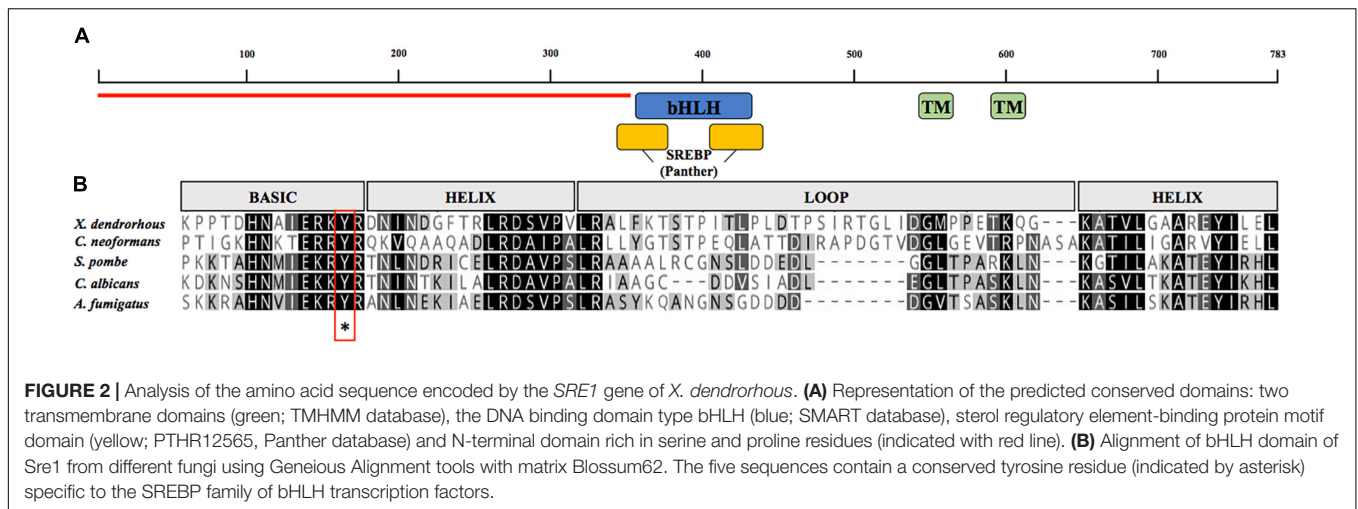 A
100 200 300 400 500 600 700 783
bHLH TM TM
SREBP
(Panther)
B
BASIC HELIX LOOP HELIX
X. dendrorhous KPPTDHNAIERKYRDNINDGFTRLRDSVPVLRALFKTSTPITLPLDTPSIRTGLIDGMPPETKQG---KATVLGAAREYILEL
C. neoformans PTIGKHNKTERRYRQKVQAAQADLRDAIPALRLLYGTSTPEQLATTDIRAPDGTVDGLGEVTRPNASAKATILIGARVYIELL
S. pombe PKKTAHNMIEKRYRTNLNDRICELRDAVPSLRAAAALRCGNSLDDEDL-------GGLTPARKLN---KGTILAKATEYIRHL
C. albicans KDKNSHNMIEKKYRTNINTKILALRDAVPSLRIAAGC---DDVSIADL-------EGLTPASKLN---KASVLTKATEYIKHL
A. fumigatus SKKRAHNVIEKRYRANLNEKIAELRDSVPSLRASYKQANGNSGDDDD--------DGVTSASKLN---KASILSKATEYIKHL
*
FIGURE 2 | Analysis of the amino acid sequence encoded by the SRE1 gene of X. dendrorhous. (A) Representation of the predicted conserved domains: two
transmembrane domains (green; TMHMM database), the DNA binding domain type bHLH (blue; SMART database), sterol regulatory element-binding protein motif
domain (yellow; PTHR12565, Panther database) and N-terminal domain rich in serine and proline residues (indicated with red line). (B) Alignment of bHLH domain of
Sre1 from different fungi using Geneious Alignment tools with matrix Blossum62. The five sequences contain a conserved tyrosine residue (indicated by asterisk)
specific to the SREBP family of bHLH transcription factors.